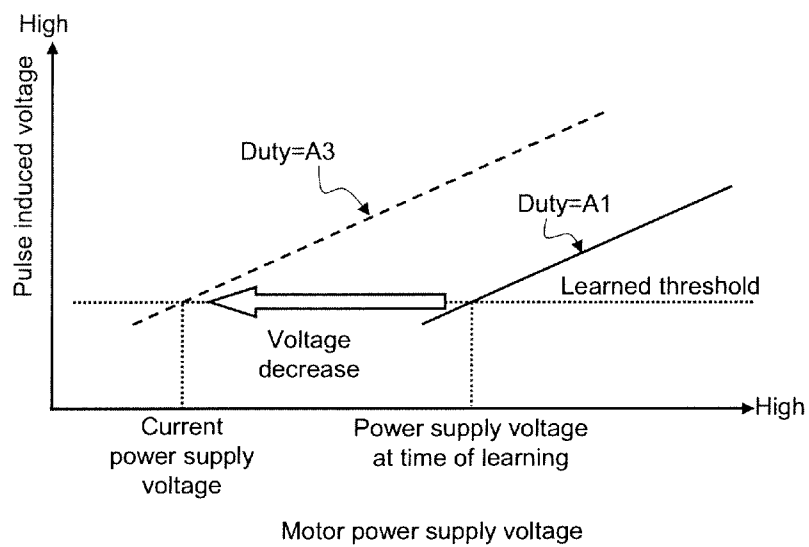 High
Pulse induced voltage
Duty=A3
Duty=A1
Learned threshold
Voltage
decrease
High
Current
power supply
voltage
Power supply voltage
at time of learning
Motor power supply voltage